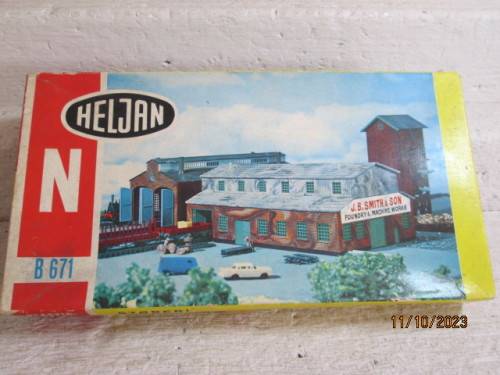 HELJAN
N
J.B. SMITH & SON
FOUNDRY & MACHINE WORKS
B 671
11/10/2023